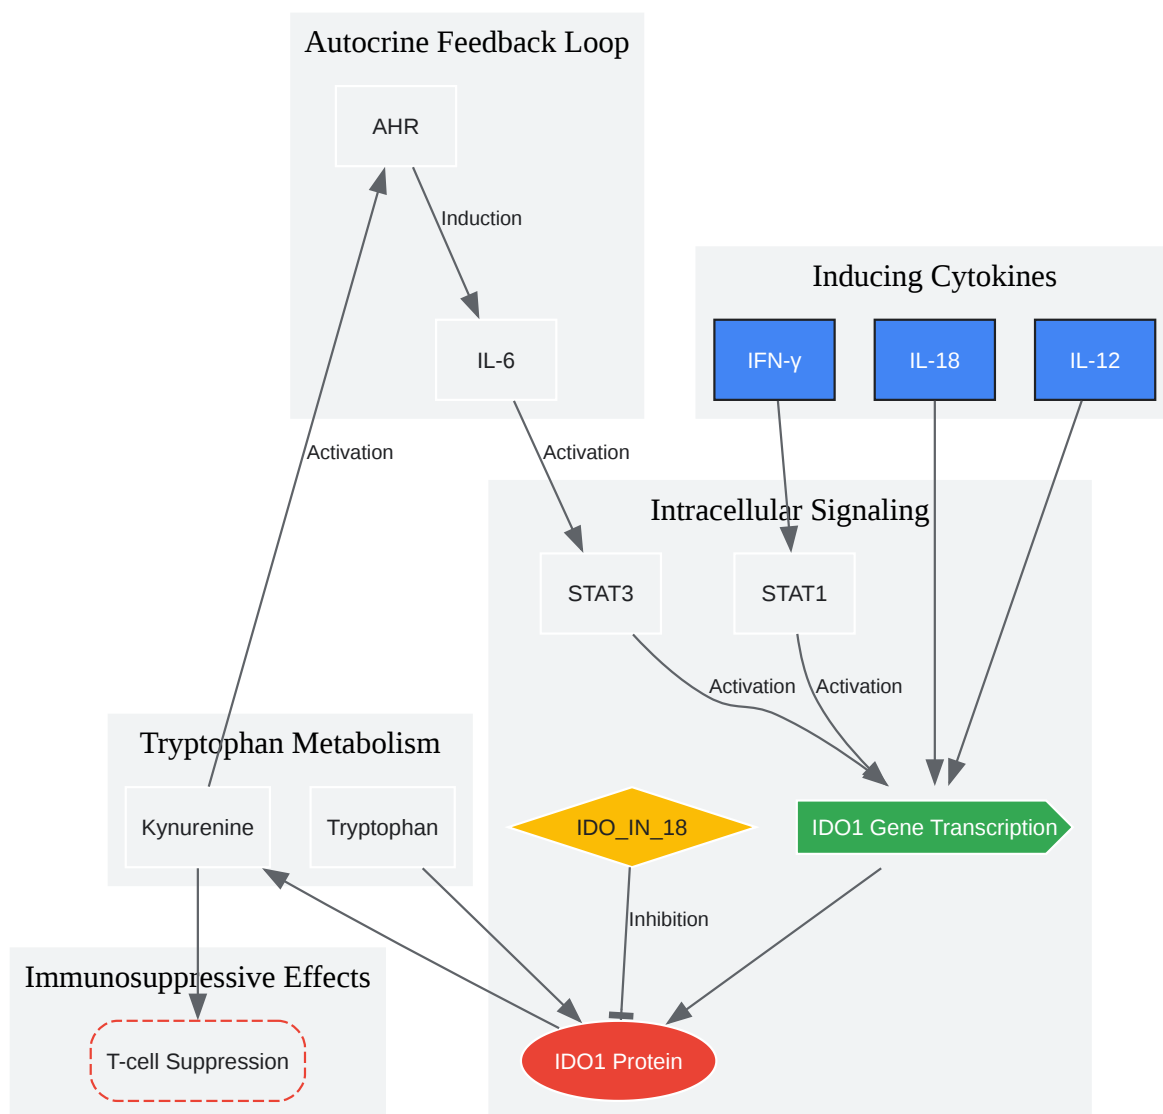 Autocrine Feedback Loop
AHR
Induction
Inducing Cytokines
IL-6
IFN-γ
IL-18
IL-12
Activation
Activation
Intracellular Signaling
STAT3
STAT1
Activation
Activation
Tryptophan Metabolism
Kynurenine
Tryptophan
IDO_IN_18
IDO1 Gene Transcription
Inhibition
Immunosuppressive Effects
T-cell Suppression
IDO1 Protein